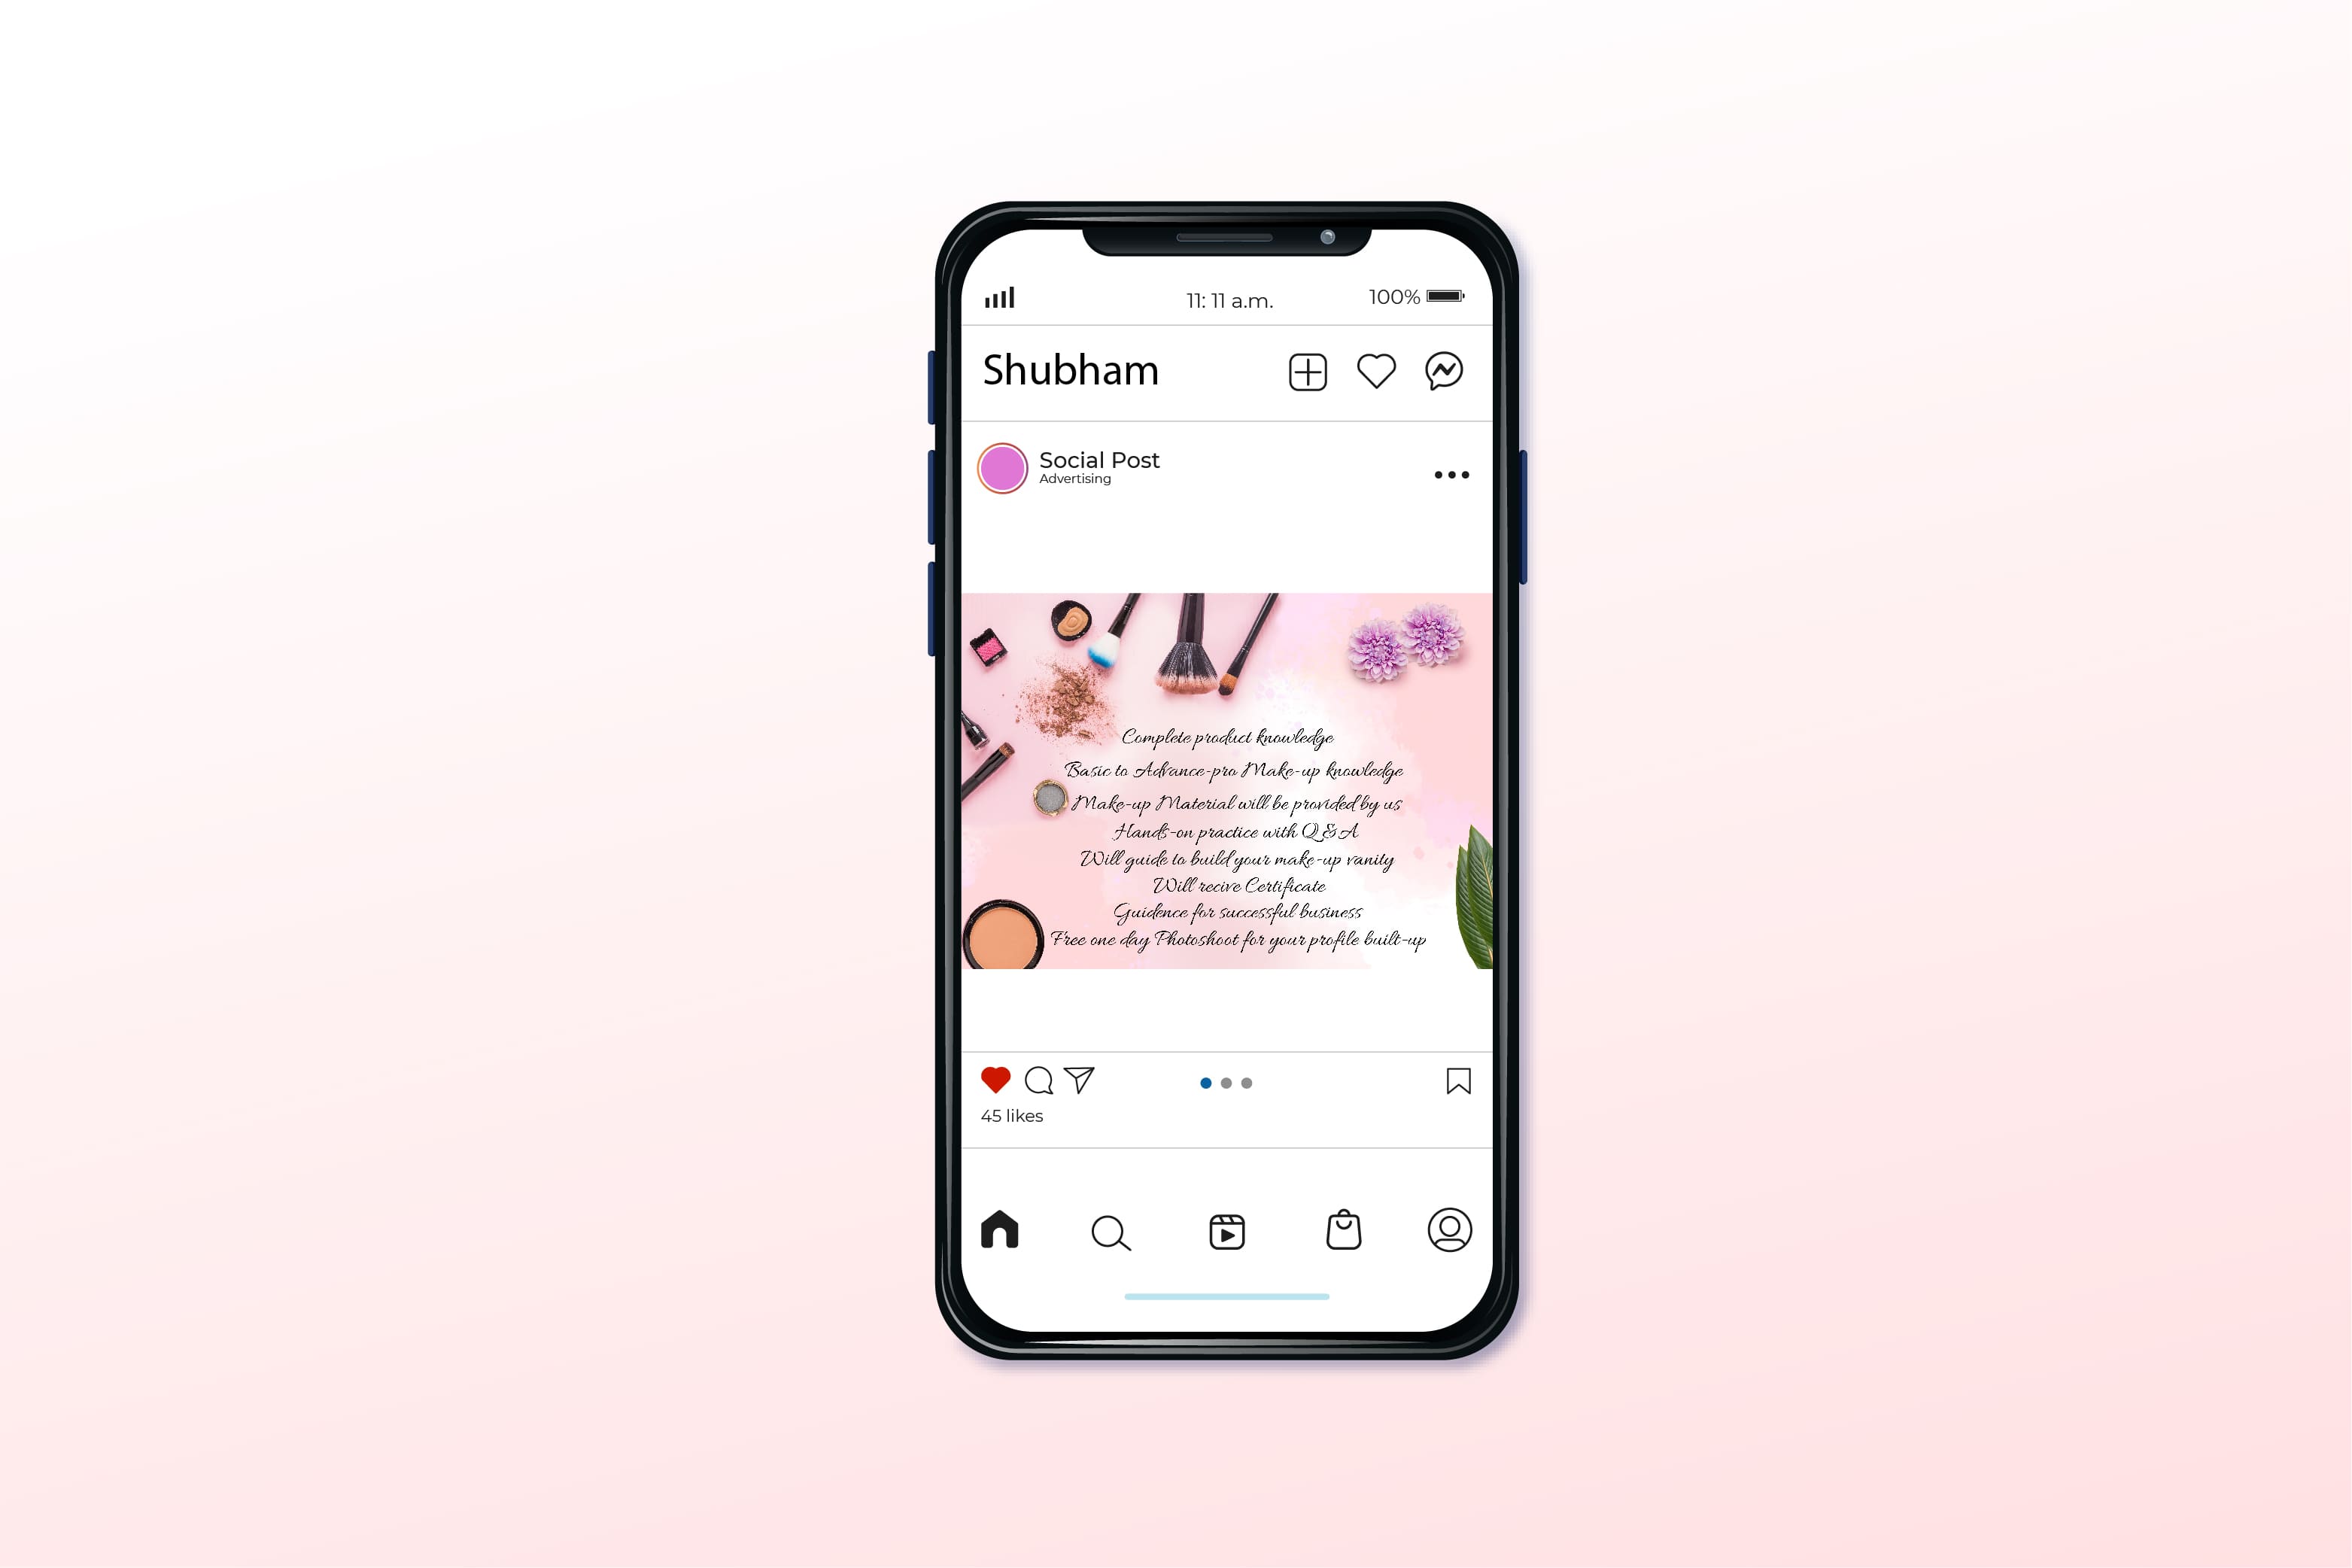 11: 11 a.m.
100%
Shubham
Social Post
Advertising
Complete product knowledge
Basic to Advance-pro Make-up knowledge
Make-up Material will be provided by us
Hands-on practice with Q&A
Will guide to build your make-up vanity
Will recive Certificate
Guidence for successful business
Free one day Photoshoot for your profile built-up
45 likes